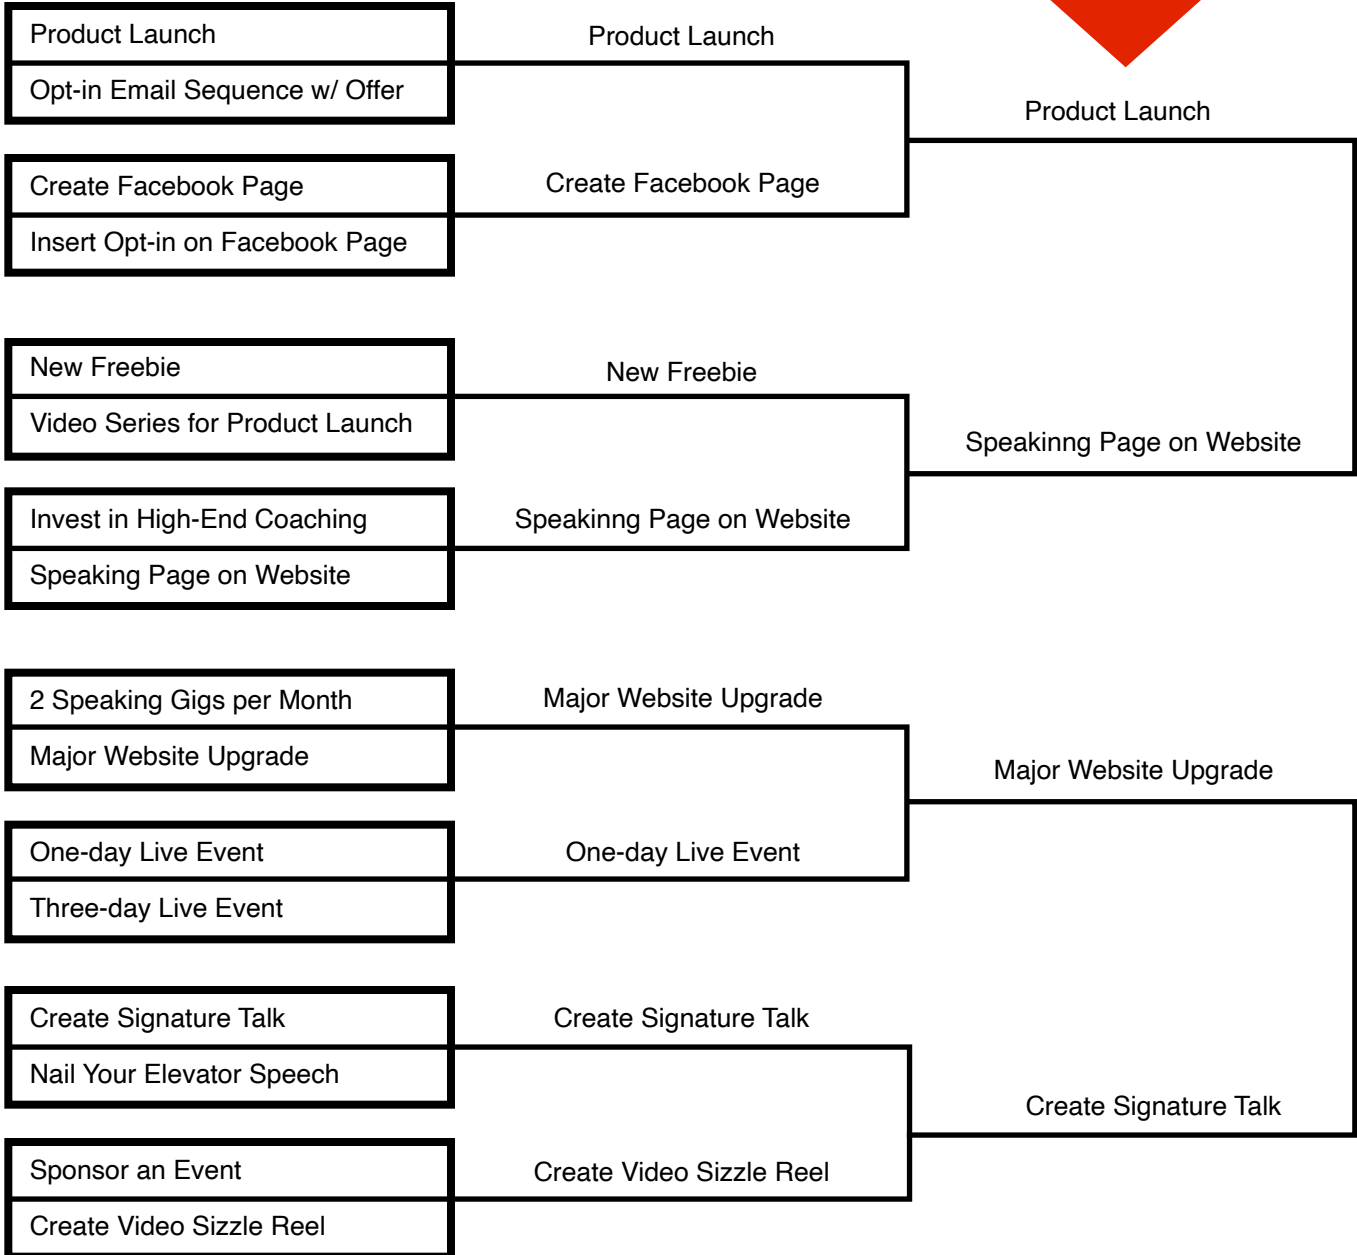 Product Launch
Opt-in Email Sequence w/ Offer
Create Facebook Page
Insert Opt-in on Facebook Page
New Freebie
Video Series for Product Launch
Invest in High-End Coaching
Speaking Page on Website
2 Speaking Gigs per Month
Major Website Upgrade
One-day Live Event
Three-day Live Event
Create Signature Talk
Nail Your Elevator Speech
Sponsor an Event
Create Video Sizzle Reel
Product Launch
Create Facebook Page
New Freebie
Speakinng Page on Website
Major Website Upgrade
One-day Live Event
Create Signature Talk
Create Video Sizzle Reel
Product Launch
Speakinng Page on Website
Major Website Upgrade
Create Signature Talk